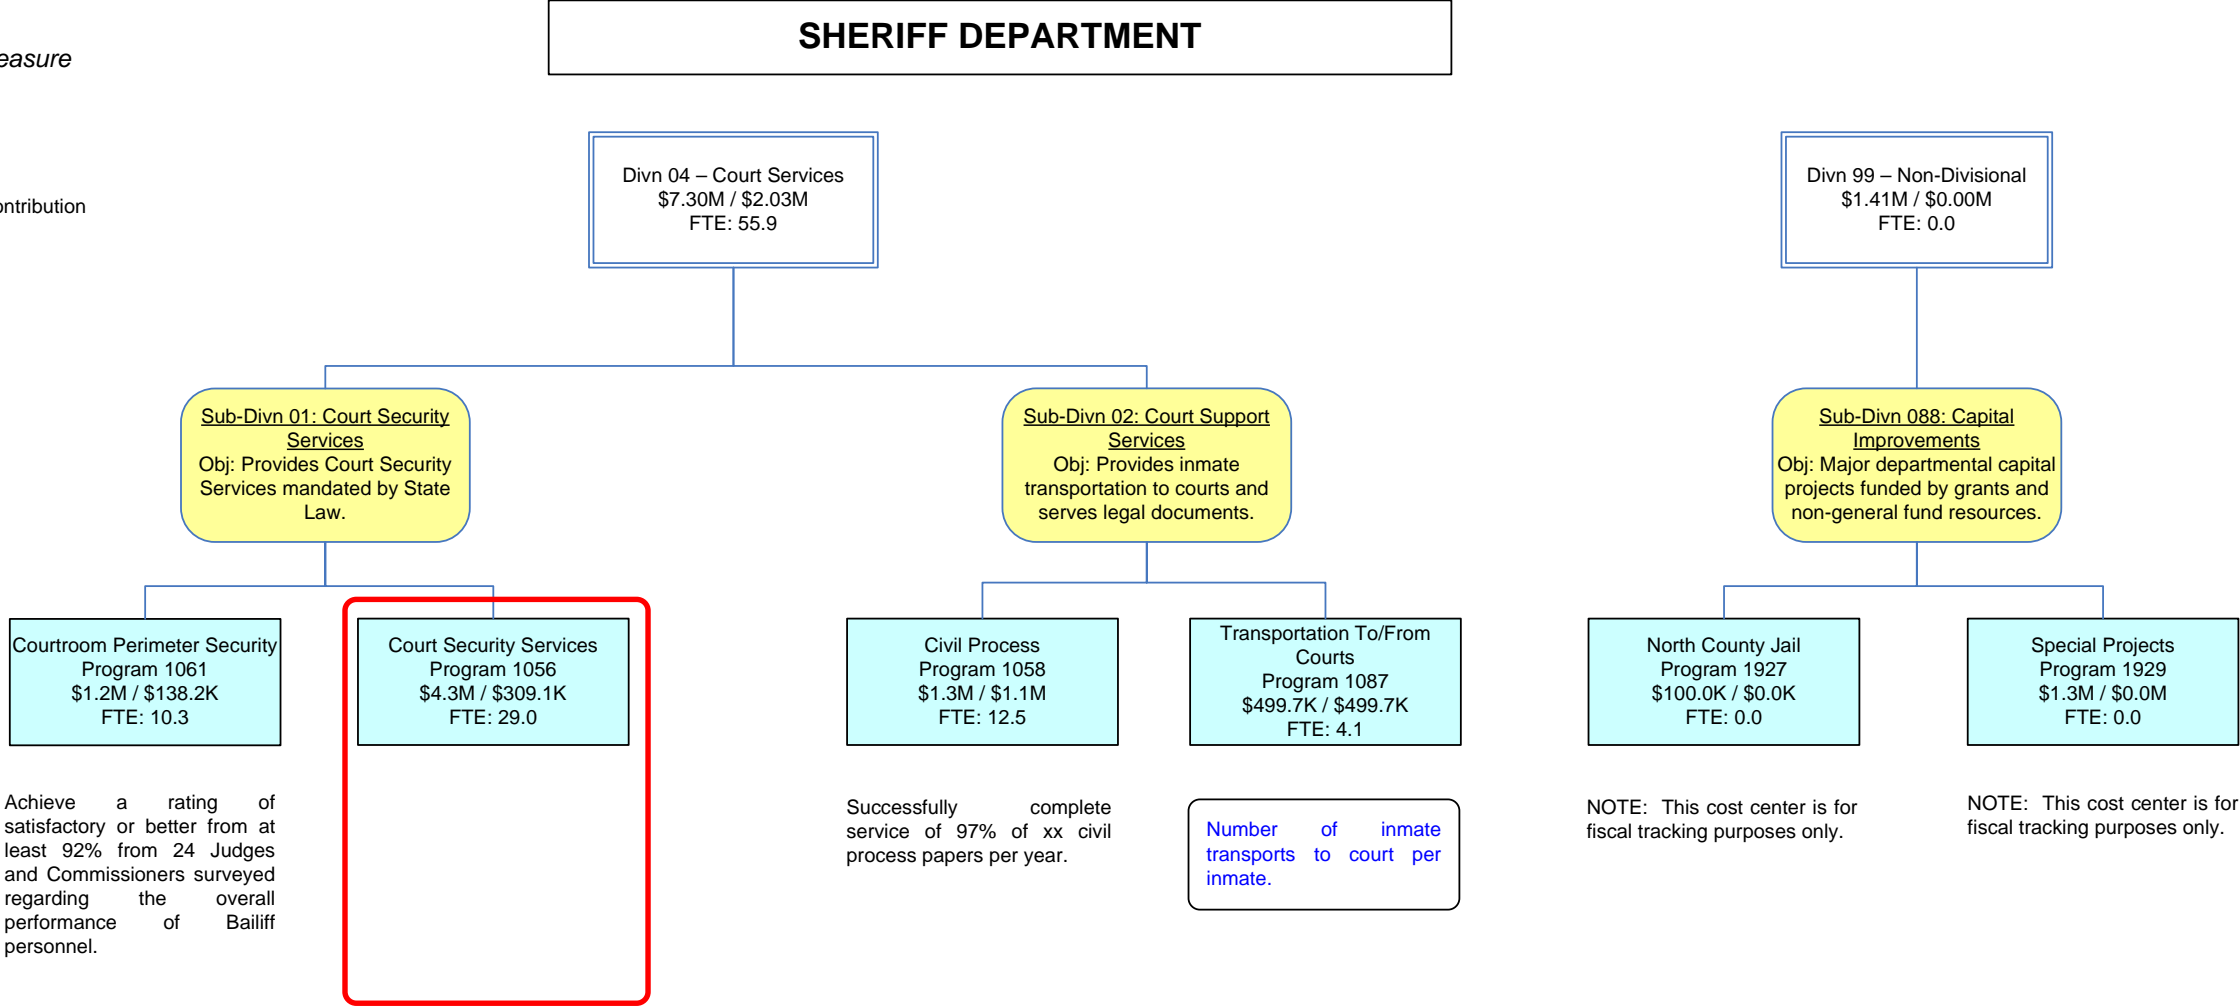 SHERIFF DEPARTMENT
easure
ontribution
Divn 04 – Court Services
$7.30M / $2.03M
FTE: 55.9
Divn 99 – Non-Divisional
$1.41M / $0.00M
FTE: 0.0
Sub-Divn 01: Court Security
Services
Obj: Provides Court Security
Services mandated by State
Law.
Sub-Divn 02: Court Support
Services
Obj: Provides inmate
transportation to courts and
serves legal documents.
Sub-Divn 088: Capital
Improvements
Obj: Major departmental capital
projects funded by grants and
non-general fund resources.
Courtroom Perimeter Security
Program 1061
$1.2M / $138.2K
FTE: 10.3
Court Security Services
Program 1056
$4.3M / $309.1K
FTE: 29.0
Civil Process
Program 1058
$1.3M / $1.1M
FTE: 12.5
Transportation To/From
Courts
Program 1087
$499.7K / $499.7K
FTE: 4.1
North County Jail
Program 1927
$100.0K / $0.0K
FTE: 0.0
Special Projects
Program 1929
$1.3M / $0.0M
FTE: 0.0
Achieve a rating of
satisfactory or better from at
least 92% from 24 Judges
and Commissioners surveyed
regarding the overall
performance of Bailiff
personnel.
Successfully complete
service of 97% of xx civil
process papers per year.
Number of inmate
transports to court per
inmate.
NOTE: This cost center is for
fiscal tracking purposes only.
NOTE: This cost center is for
fiscal tracking purposes only.